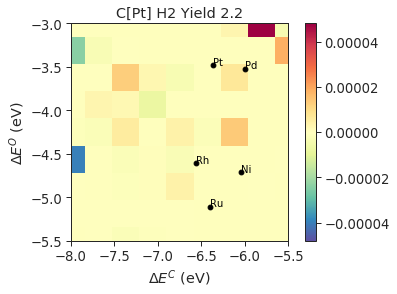 C[Pt] H2 Yield 2.2
−3.0
−3.5
−4.0
−4.5
−5.0
−5.5
ΔE^O (eV)
Pt
Pd
Rh
Ni
Ru
−8.0 −7.5 −7.0 −6.5 −6.0 −5.5
ΔE^C (eV)
0.00004
0.00002
0.00000
−0.00002
−0.00004